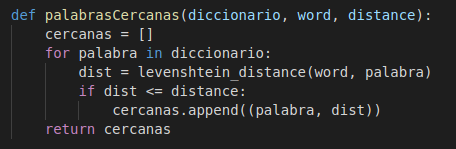 def palabrasCercanas(diccionario, word, distance):
    cercanas = []
    for palabra in diccionario:
        dist = levenshtein_distance(word, palabra)
        if dist <= distance:
            cercanas.append((palabra, dist))
    return cercanas